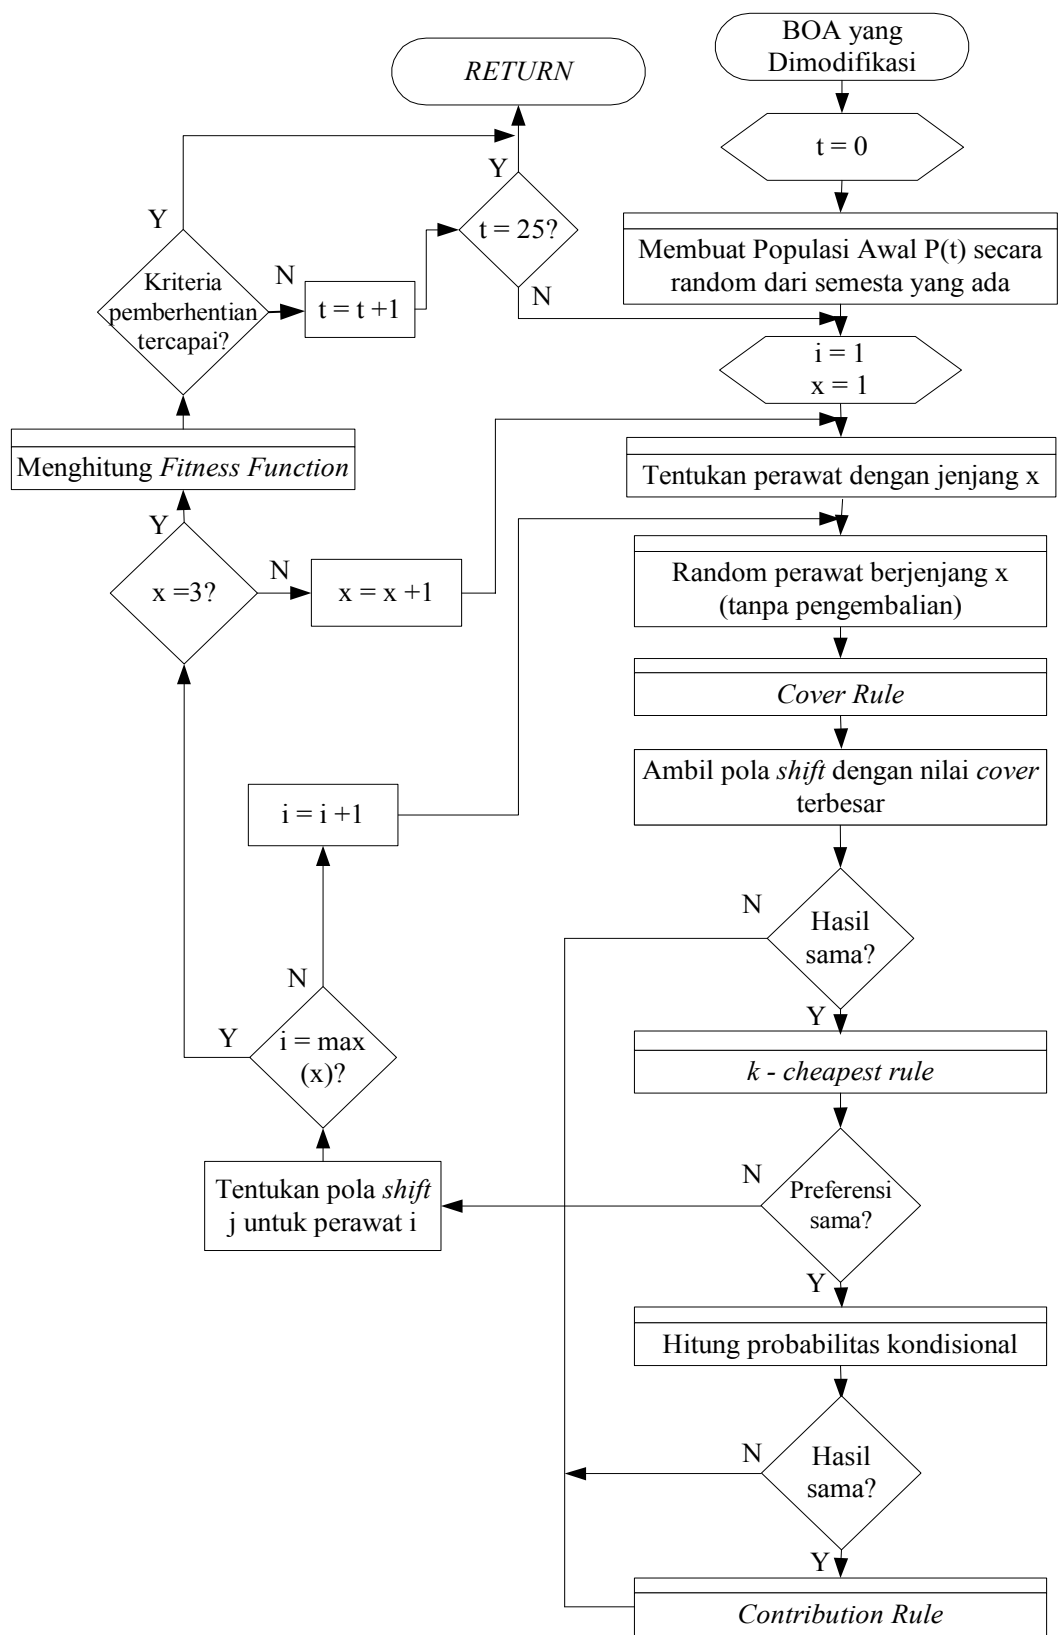 BOA yang
Dimodifikasi
RETURN
t = 0
Y
Y
t = 25?
Membuat Populasi Awal P(t) secara
random dari semesta yang ada
Kriteria
pemberhentian
tercapai?
N
t = t +1
N
i = 1
x = 1
Menghitung Fitness Function
Tentukan perawat dengan jenjang x
Y
x =3?
N
x = x +1
Random perawat berjenjang x
(tanpa pengembalian)
Cover Rule
Ambil pola shift dengan nilai cover
terbesar
i = i +1
N
Hasil
sama?
N
Y
Y
i = max
(x)?
k - cheapest rule
Tentukan pola shift
j untuk perawat i
N
Preferensi
sama?
Y
Hitung probabilitas kondisional
N
Hasil
sama?
Y
Contribution Rule